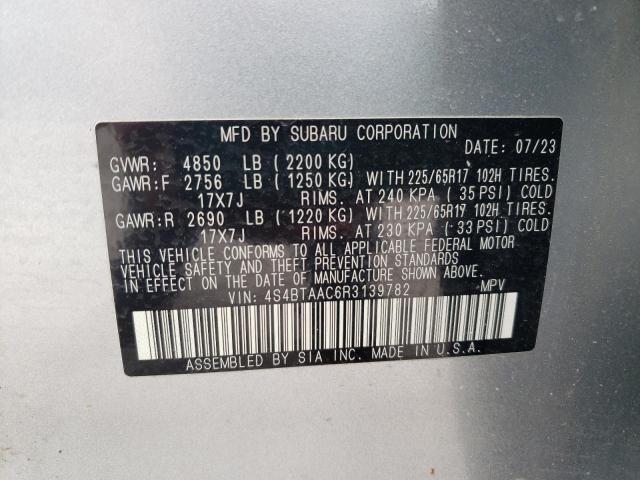 MFD BY SUBARU CORPORATION DATE: 07/23
GVWR: 4850 LB (2200 KG)
GAWR:F 2756 LB (1250 KG) WITH 225/65R17 102H TIRES.
17X7J RIMS. AT 240 KPA (35 PSI) COLD
GAWR:R 2690 LB (1220 KG) WITH 225/65R17 102H TIRES.
17X7J RIMS. AT 230 KPA (33 PSI) COLD
THIS VEHICLE CONFORMS TO ALL APPLICABLE FEDERAL MOTOR
VEHICLE SAFETY AND THEFT PREVENTION STANDARDS
IN EFFECT ON THE DATE OF MANUFACTURE SHOWN ABOVE.
VIN: 4S4BTAAC6R3139782 MPV
ASSEMBLED BY SIA INC. MADE IN U.S.A.